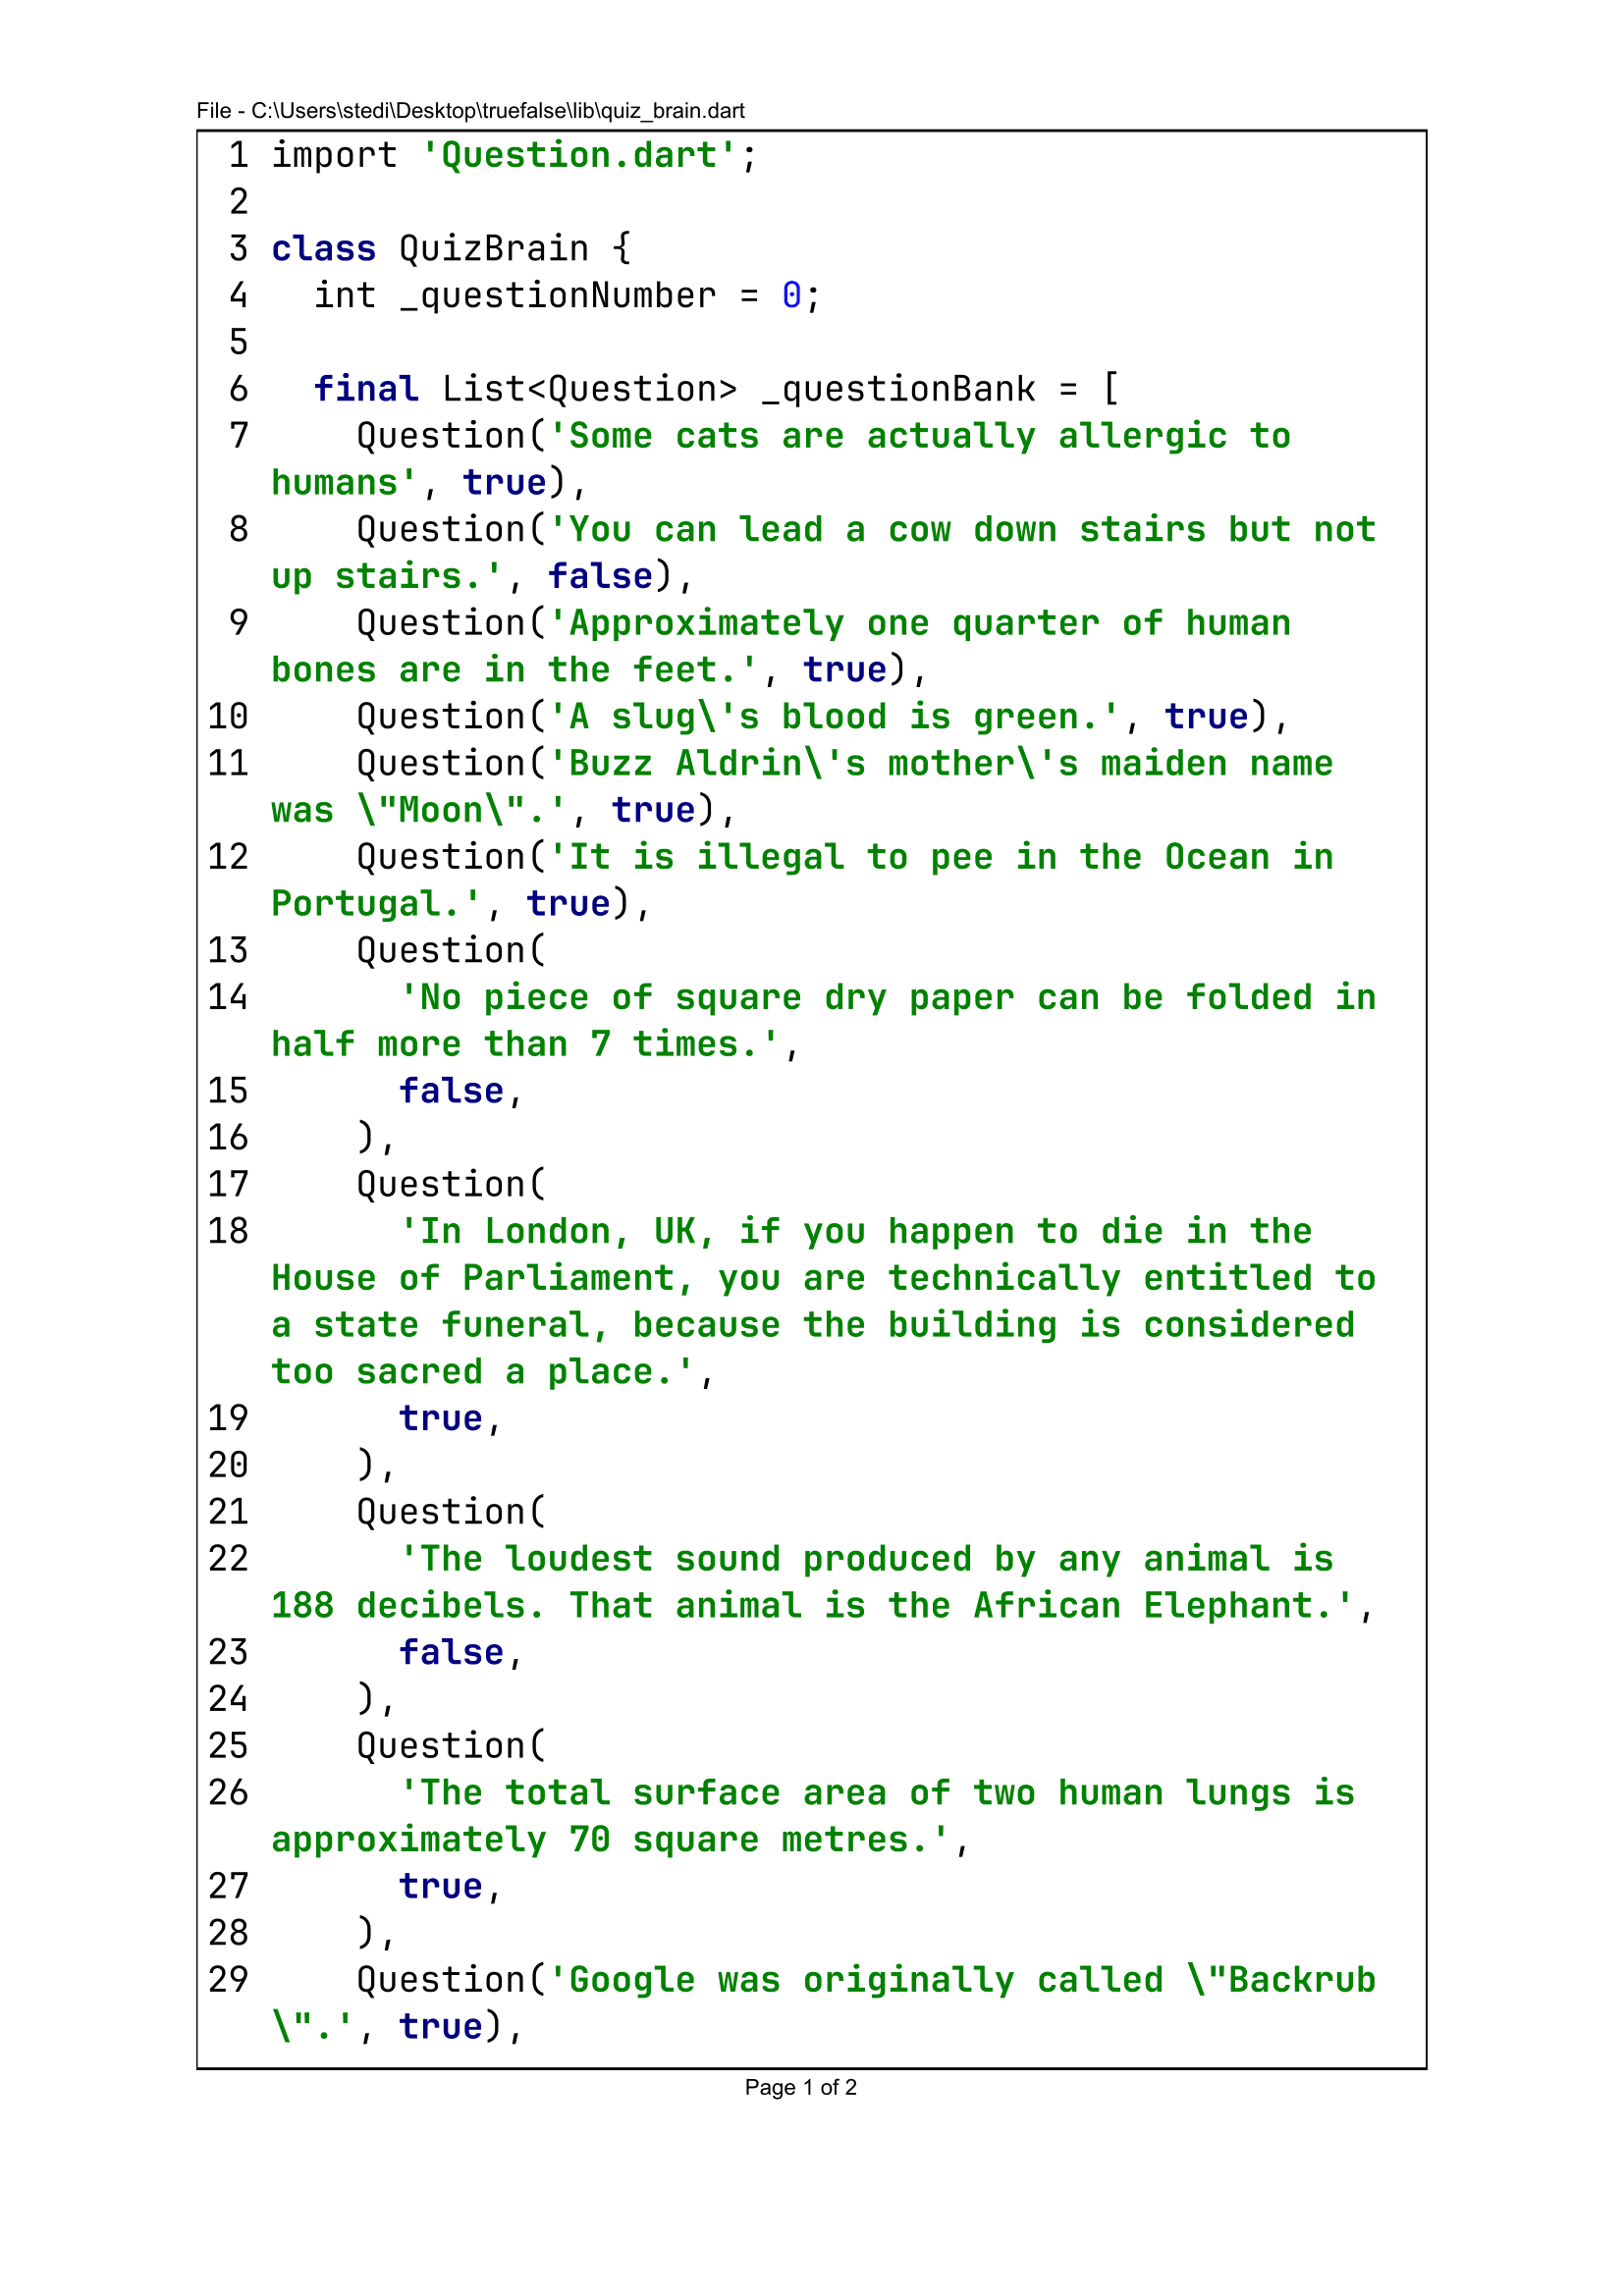 File - C:\Users\stedi\Desktop\truefalse\lib\quiz_brain.dart
1 import 'Question.dart';
2
3 class QuizBrain {
4   int _questionNumber = 0;
5
6   final List<Question> _questionBank = [
7     Question('Some cats are actually allergic to
humans', true),
8     Question('You can lead a cow down stairs but not
up stairs.', false),
9     Question('Approximately one quarter of human
bones are in the feet.', true),
10     Question('A slug\'s blood is green.', true),
11     Question('Buzz Aldrin\'s mother\'s maiden name
was \"Moon\".', true),
12     Question('It is illegal to pee in the Ocean in
Portugal.', true),
13     Question(
14       'No piece of square dry paper can be folded in
half more than 7 times.',
15       false,
16     ),
17     Question(
18       'In London, UK, if you happen to die in the
House of Parliament, you are technically entitled to
a state funeral, because the building is considered
too sacred a place.',
19       true,
20     ),
21     Question(
22       'The loudest sound produced by any animal is
188 decibels. That animal is the African Elephant.',
23       false,
24     ),
25     Question(
26       'The total surface area of two human lungs is
approximately 70 square metres.',
27       true,
28     ),
29     Question('Google was originally called \"Backrub
\".', true),
Page 1 of 2